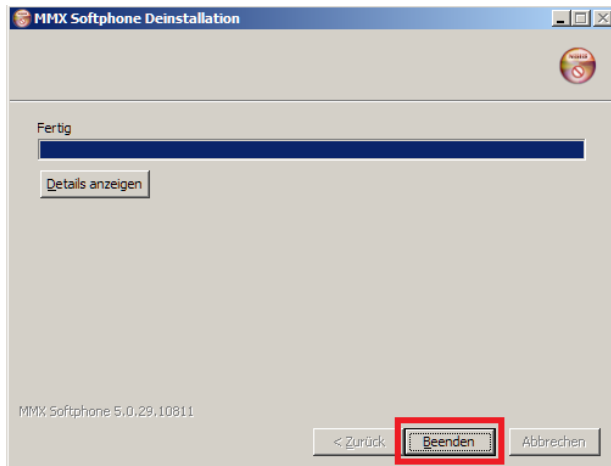 MMX Softphone Deinstallation
Fertig
Details anzeigen
MMX Softphone 5.0.29.10811
< Zurück Beenden Abbrechen